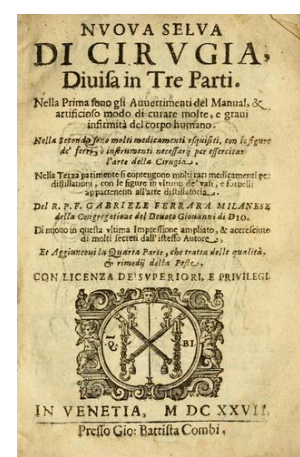 NVOVA SELVA
DI CIRVGIA,
Diuisa in Tre Parti.
Nella Prima sono gli Auuertimenti del Manual, &
artificioso modo di curare molte, e graui
infirmità del corpo humano.
Nella Seconda sono molti medicamenti esquisiti, con le figure
de' ferri, ò instrumenti necessarij per essercitar
l'arte della Cirugia.
Nella Terza parimente si contengono molti rari medicamenti per
distillationi, con le figure in vltimo de' vasi, e fornelli
appartenenti all'arte distillatoria.
Del R. P. F. GABRIELE FERRARA MILANESE
della Congregatione del Deuoto Giouanni di DIO.
Di nuouo in questa vltima Impressione ampliato, & accresciuto
di molti secreti dall'istesso Autore.
Et Aggiuntoui la Quarta Parte, che tratta delle qualità,
& rimedij della Peste.
CON LICENZA DE' SVPERIORI, E PRIVILEGI.
IN VENETIA, M DC XXVII.
Presso Gio: Battista Combi.